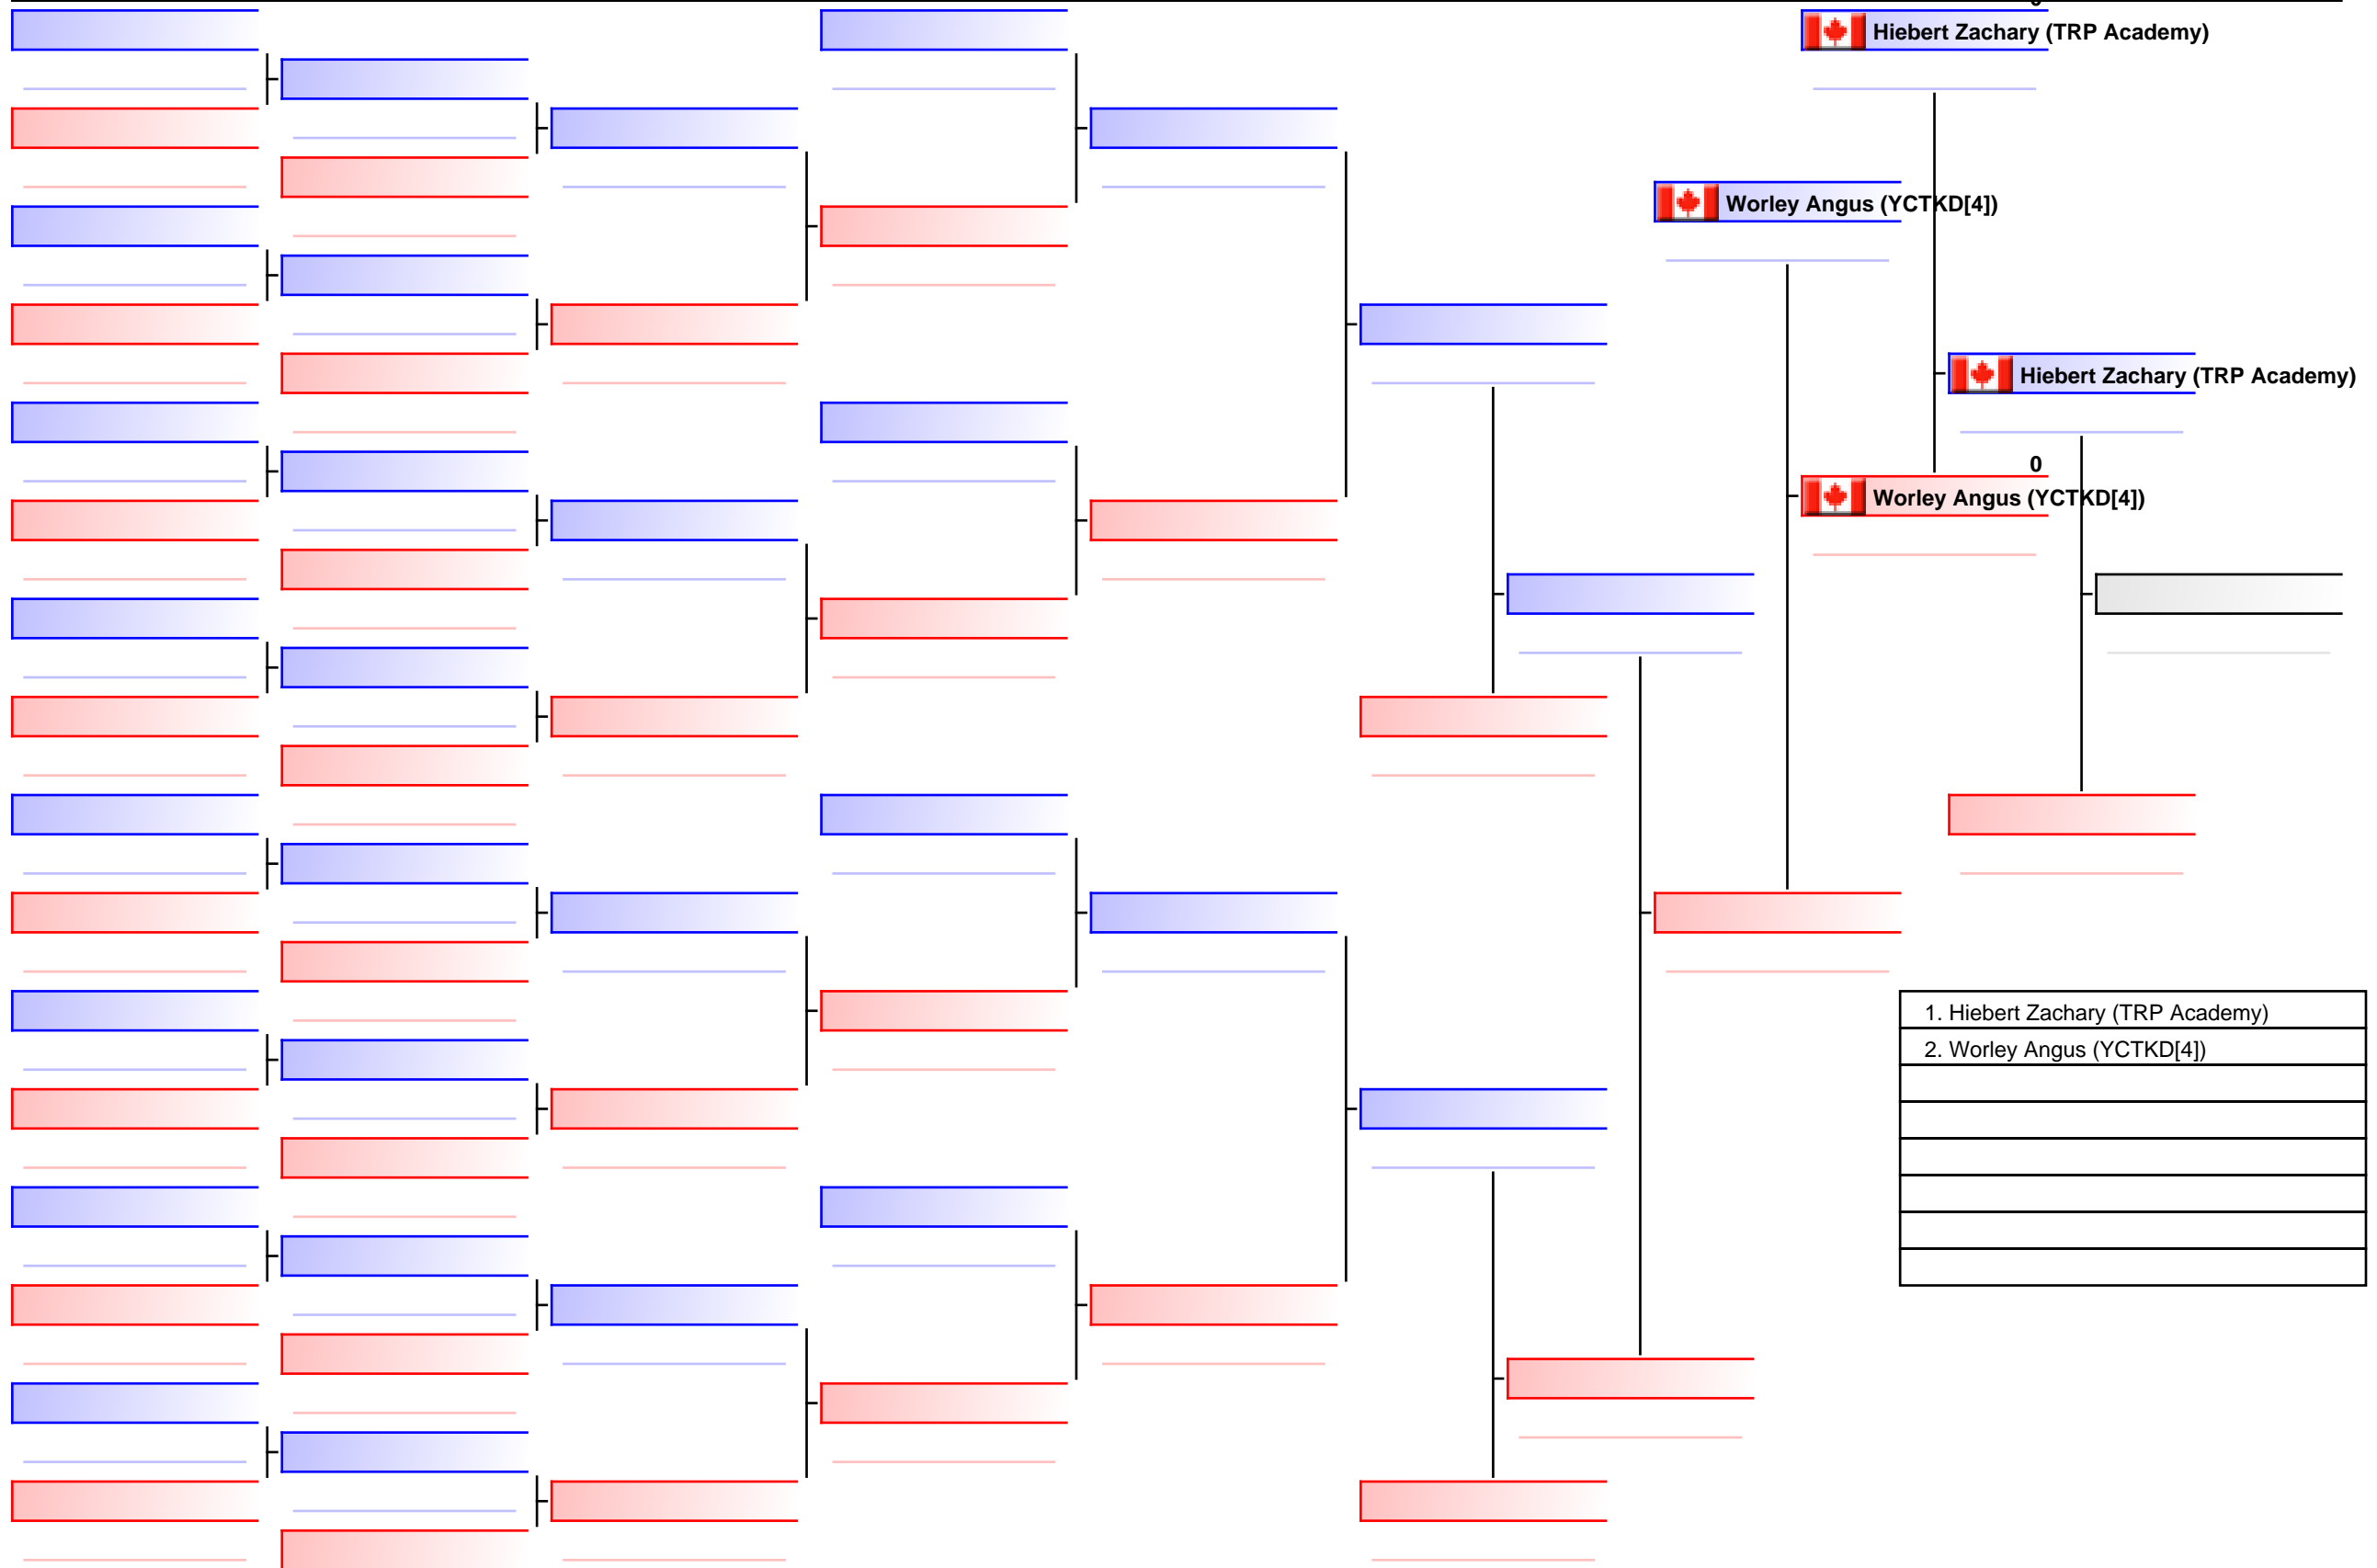 Hiebert Zachary (TRP Academy)
Worley Angus (YCTKD[4])
Hiebert Zachary (TRP Academy)
0
Worley Angus (YCTKD[4])
1. Hiebert Zachary (TRP Academy)
2. Worley Angus (YCTKD[4])